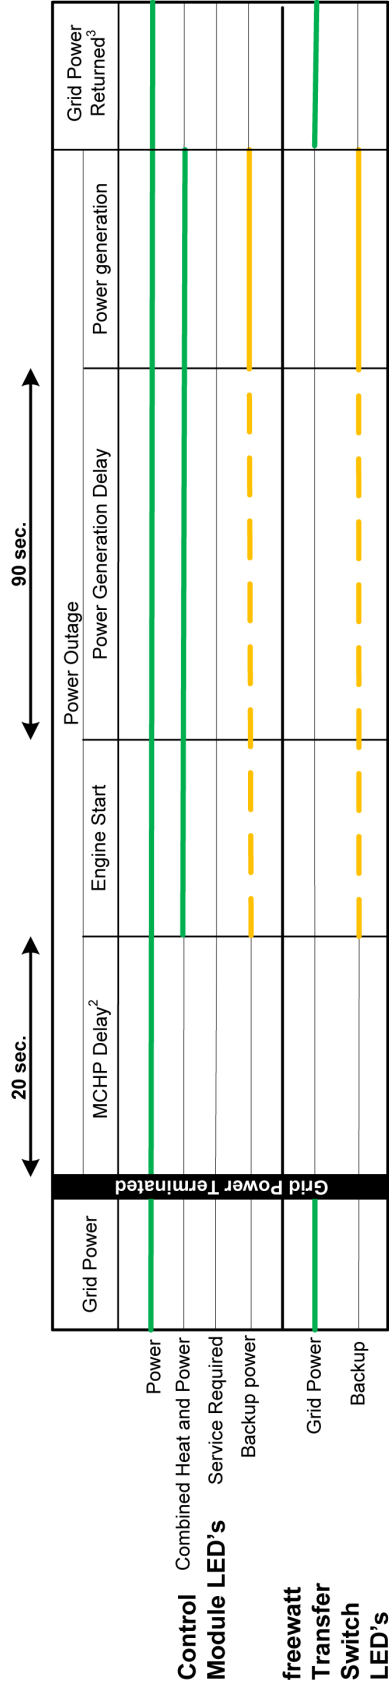 20 sec.
90 sec.
Power Outage
Grid Power
MCHP Delay2
Engine Start
Power Generation Delay
Power generation
Grid Power
Returned3
Grid Power Terminated
Control
Module LED's
Power
Combined Heat and Power
Service Required
Backup power
freewatt
Transfer
Switch
LED's
Grid Power
Backup